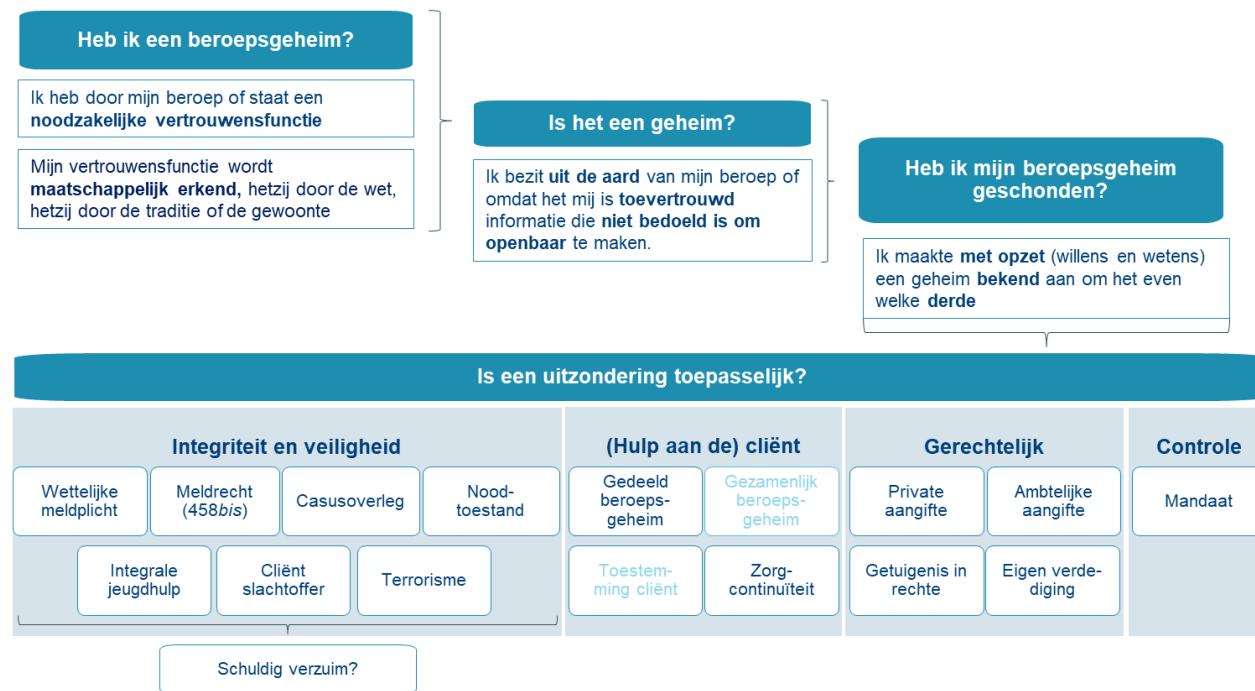 Heb ik een beroepsgeheim?
Ik heb door mijn beroep of staat een
noodzakelijke vertrouwensfunctie
Mijn vertrouwensfunctie wordt
maatschappelijk erkend, hetzij door de wet,
hetzij door de traditie of de gewoonte
Is het een geheim?
Ik bezit uit de aard van mijn beroep of
omdat het mij is toevertrouwd
informatie die niet bedoeld is om
openbaar te maken.
Heb ik mijn beroepsgeheim
geschonden?
Ik maakte met opzet (willens en wetens)
een geheim bekend aan om het even
welke derde
Is een uitzondering toepasselijk?
Integriteit en veiligheid
Wettelijke
meldplicht
Meldrecht
(458bis)
Casusoverleg
Nood-
toestand
Integrale
jeugdhulp
Cliënt
slachtoffer
Terrorisme
Schuldig verzuim?
(Hulp aan de) cliënt
Gedeeld
beroeps-
geheim
Gezamenlijk
beroeps-
geheim
Toestem-
ming cliënt
Zorg-
continuïteit
Gerechtelijk
Private
aangifte
Ambtelijke
aangifte
Getuigenis in
rechte
Eigen verde-
diging
Controle
Mandaat